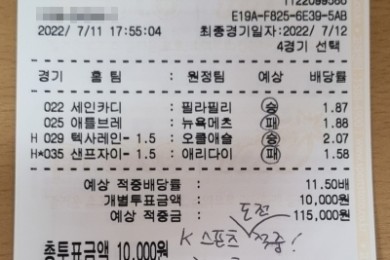 E19A-F825-6E39-5AB
2022/ 7/11 17:55:04 최종경기일자:2022/ 7/12
4경기 선택
경기 홈 팀 : 원정팀 예상 배당률
022 세인카디 : 필라필리 승 1.87
025 애틀브레 : 뉴욕메츠 패 1.88
H 029 텍사레인- 1.5 : 오클애슬 승 2.07
H*035 샌프자이- 1.5 : 애리다이 패 1.58
예상 적중배당률 : 11.50배
개별투표금액 : 10,000원
예상 적중금 : 115,000원
K 스포츠 도전 적중!
총투표금액 10,000원